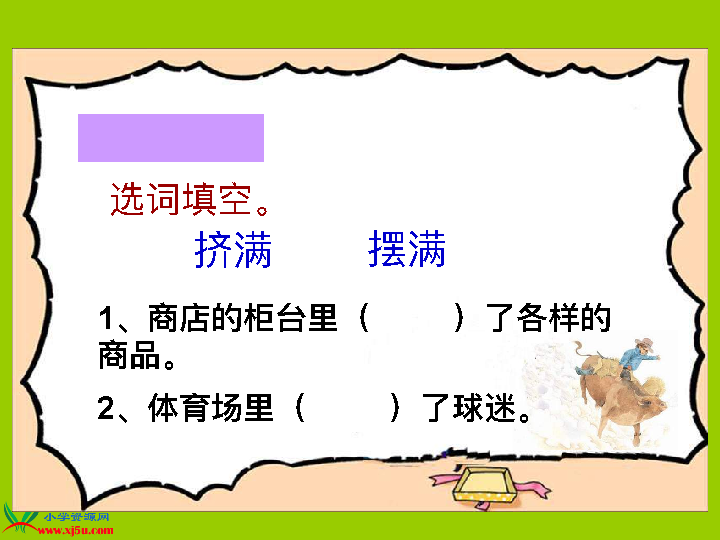 选词填空。
挤满 摆满
1、商店的柜台里（ ）了各样的
商品。
2、体育场里（ ）了球迷。
小学资源网
www.xj5u.com